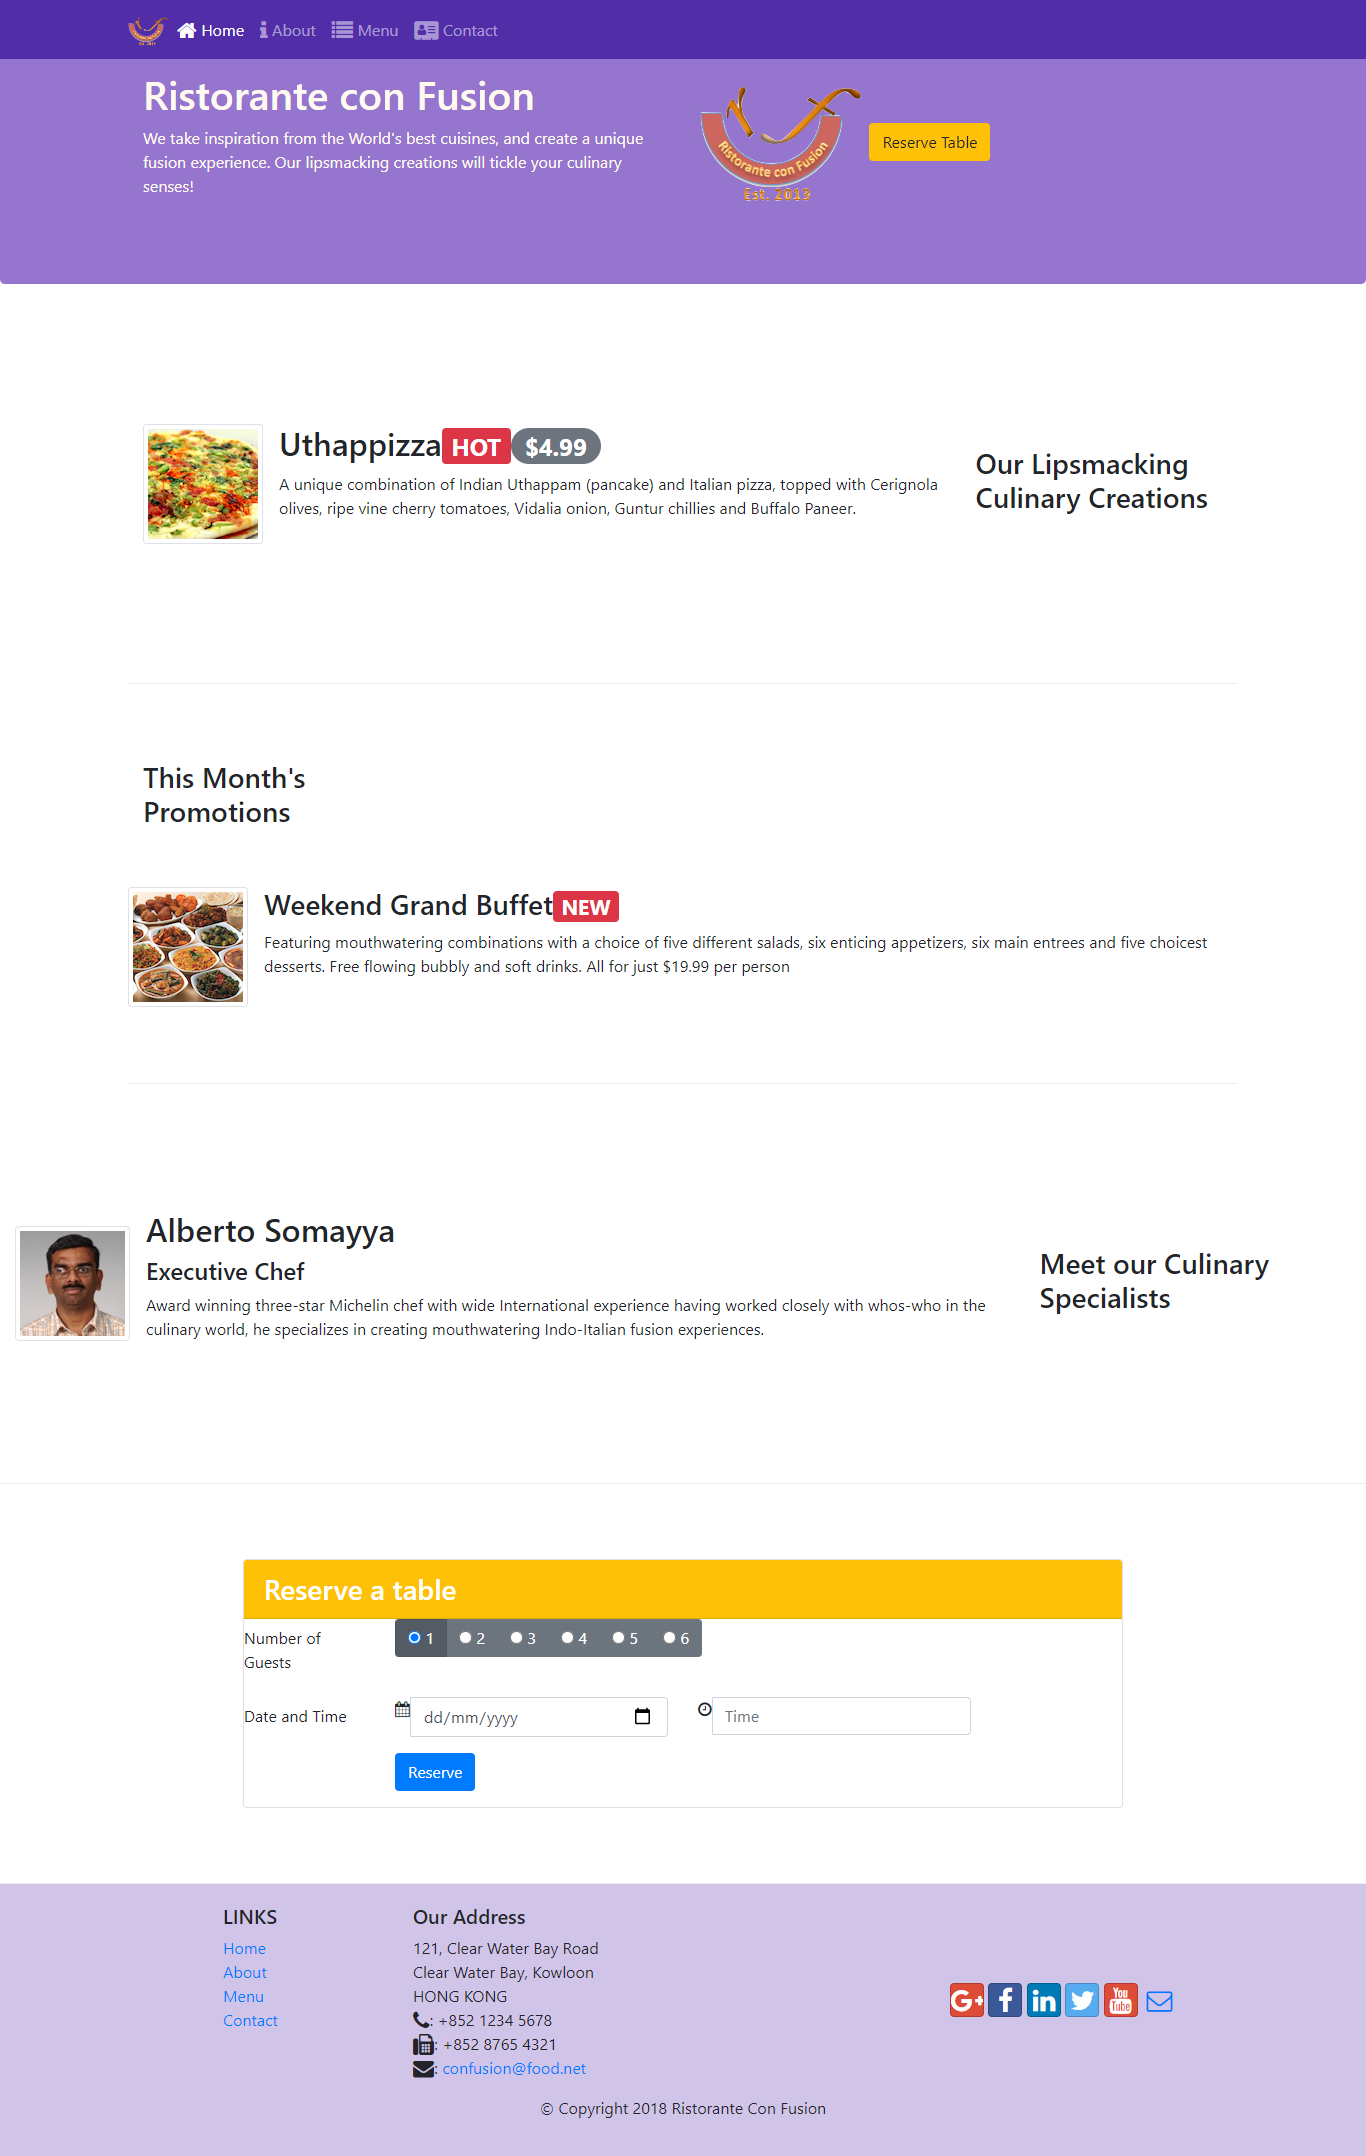 Home About Menu Contact
Ristorante con Fusion
We take inspiration from the World's best cuisines, and create a unique
fusion experience. Our lipsmacking creations will tickle your culinary
senses!
Ristorante con Fusion
Est. 2013
Reserve Table
Uthappizza HOT $4.99
A unique combination of Indian Uthappam (pancake) and Italian pizza, topped with Cerignola
olives, ripe vine cherry tomatoes, Vidalia onion, Guntur chillies and Buffalo Paneer.
Our Lipsmacking
Culinary Creations
This Month's
Promotions
Weekend Grand Buffet NEW
Featuring mouthwatering combinations with a choice of five different salads, six enticing appetizers, six main entrees and five choicest
desserts. Free flowing bubbly and soft drinks. All for just $19.99 per person
Alberto Somayya
Executive Chef
Award winning three-star Michelin chef with wide International experience having worked closely with whos-who in the
culinary world, he specializes in creating mouthwatering Indo-Italian fusion experiences.
Meet our Culinary
Specialists
Reserve a table
Number of
Guests
1 2 3 4 5 6
Date and Time
dd/mm/yyyy
Time
Reserve
LINKS
Home
About
Menu
Contact
Our Address
121, Clear Water Bay Road
Clear Water Bay, Kowloon
HONG KONG
: +852 1234 5678
: +852 8765 4321
: confusion@food.net
G+ f in You Tube
© Copyright 2018 Ristorante Con Fusion